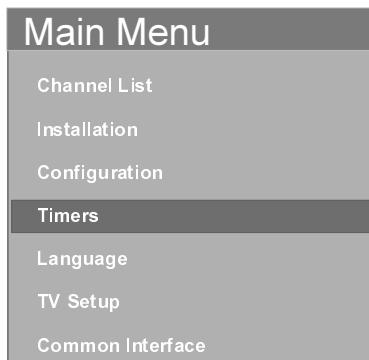 Main Menu
Channel List
Installation
Configuration
Timers
Language
TV Setup
Common Interface